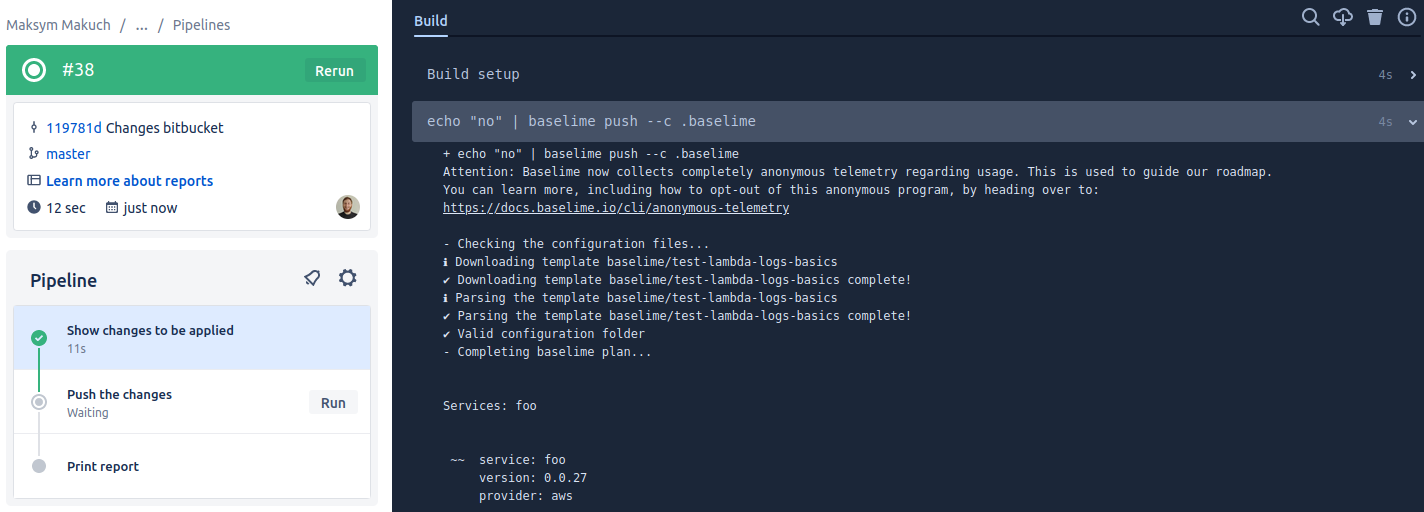 Maksym Makuch / ... / Pipelines
#38
Rerun
119781d Changes bitbucket
master
Learn more about reports
12 sec just now
Pipeline
Show changes to be applied
11s
Push the changes
Waiting
Run
Print report
Build
Build setup 4s
echo "no" | baselime push --c .baselime 4s
+ echo "no" | baselime push --c .baselime
Attention: Baselime now collects completely anonymous telemetry regarding usage. This is used to guide our roadmap.
You can learn more, including how to opt-out of this anonymous program, by heading over to:
https://docs.baselime.io/cli/anonymous-telemetry
- Checking the configuration files...
ℹ Downloading template baselime/test-lambda-logs-basics
✔ Downloading template baselime/test-lambda-logs-basics complete!
ℹ Parsing the template baselime/test-lambda-logs-basics
✔ Parsing the template baselime/test-lambda-logs-basics complete!
✔ Valid configuration folder
- Completing baselime plan...
Services: foo
~~ service: foo
version: 0.0.27
provider: aws